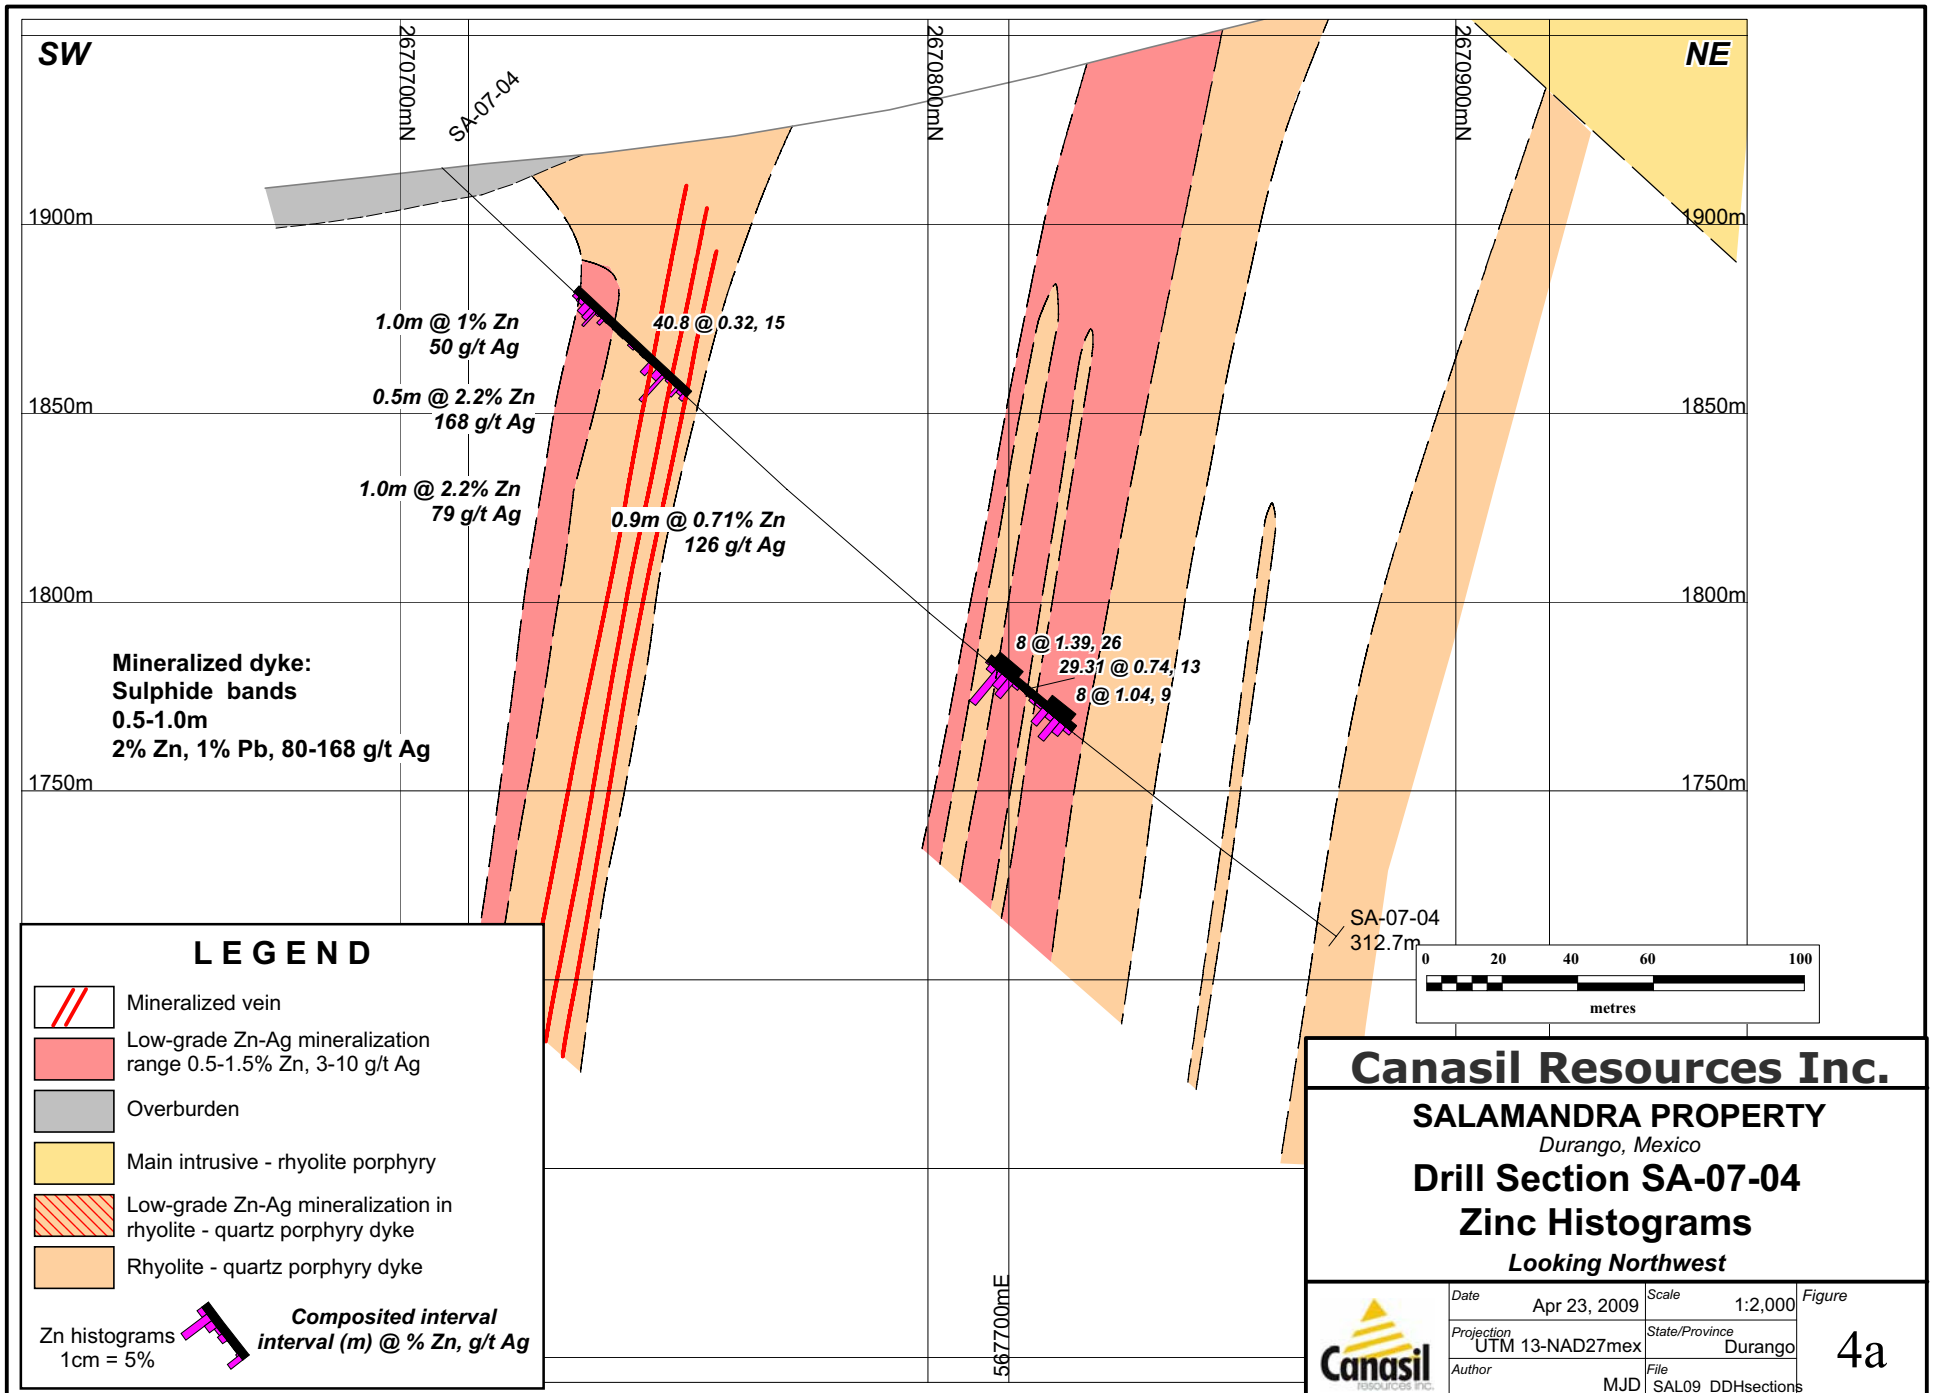 SW
NE
2670700mN
2670800mN
2670900mN
SA-07-04
1900m
1900m
1.0m @ 1% Zn
50 g/t Ag
40.8 @ 0.32, 15
0.5m @ 2.2% Zn
168 g/t Ag
1850m
1850m
1.0m @ 2.2% Zn
79 g/t Ag
0.9m @ 0.71% Zn
126 g/t Ag
1800m
1800m
8 @ 1.39, 26
29.31 @ 0.74, 13
8 @ 1.04, 9
Mineralized dyke:
Sulphide bands
0.5-1.0m
2% Zn, 1% Pb, 80-168 g/t Ag
1750m
1750m
SA-07-04
312.7m
0 20 40 60 100
metres
LEGEND
Mineralized vein
Low-grade Zn-Ag mineralization
range 0.5-1.5% Zn, 3-10 g/t Ag
Overburden
Main intrusive - rhyolite porphyry
Low-grade Zn-Ag mineralization in
rhyolite - quartz porphyry dyke
Rhyolite - quartz porphyry dyke
Zn histograms
1cm = 5%
Composited interval
interval (m) @ % Zn, g/t Ag
567700mE
Canasil Resources Inc.
SALAMANDRA PROPERTY
Durango, Mexico
Drill Section SA-07-04
Zinc Histograms
Looking Northwest
Canasil
resources inc.
Date
Apr 23, 2009
Scale
1:2,000
Figure
4a
Projection
UTM 13-NAD27mex
State/Province
Durango
Author
MJD
File
SAL09_DDHsections